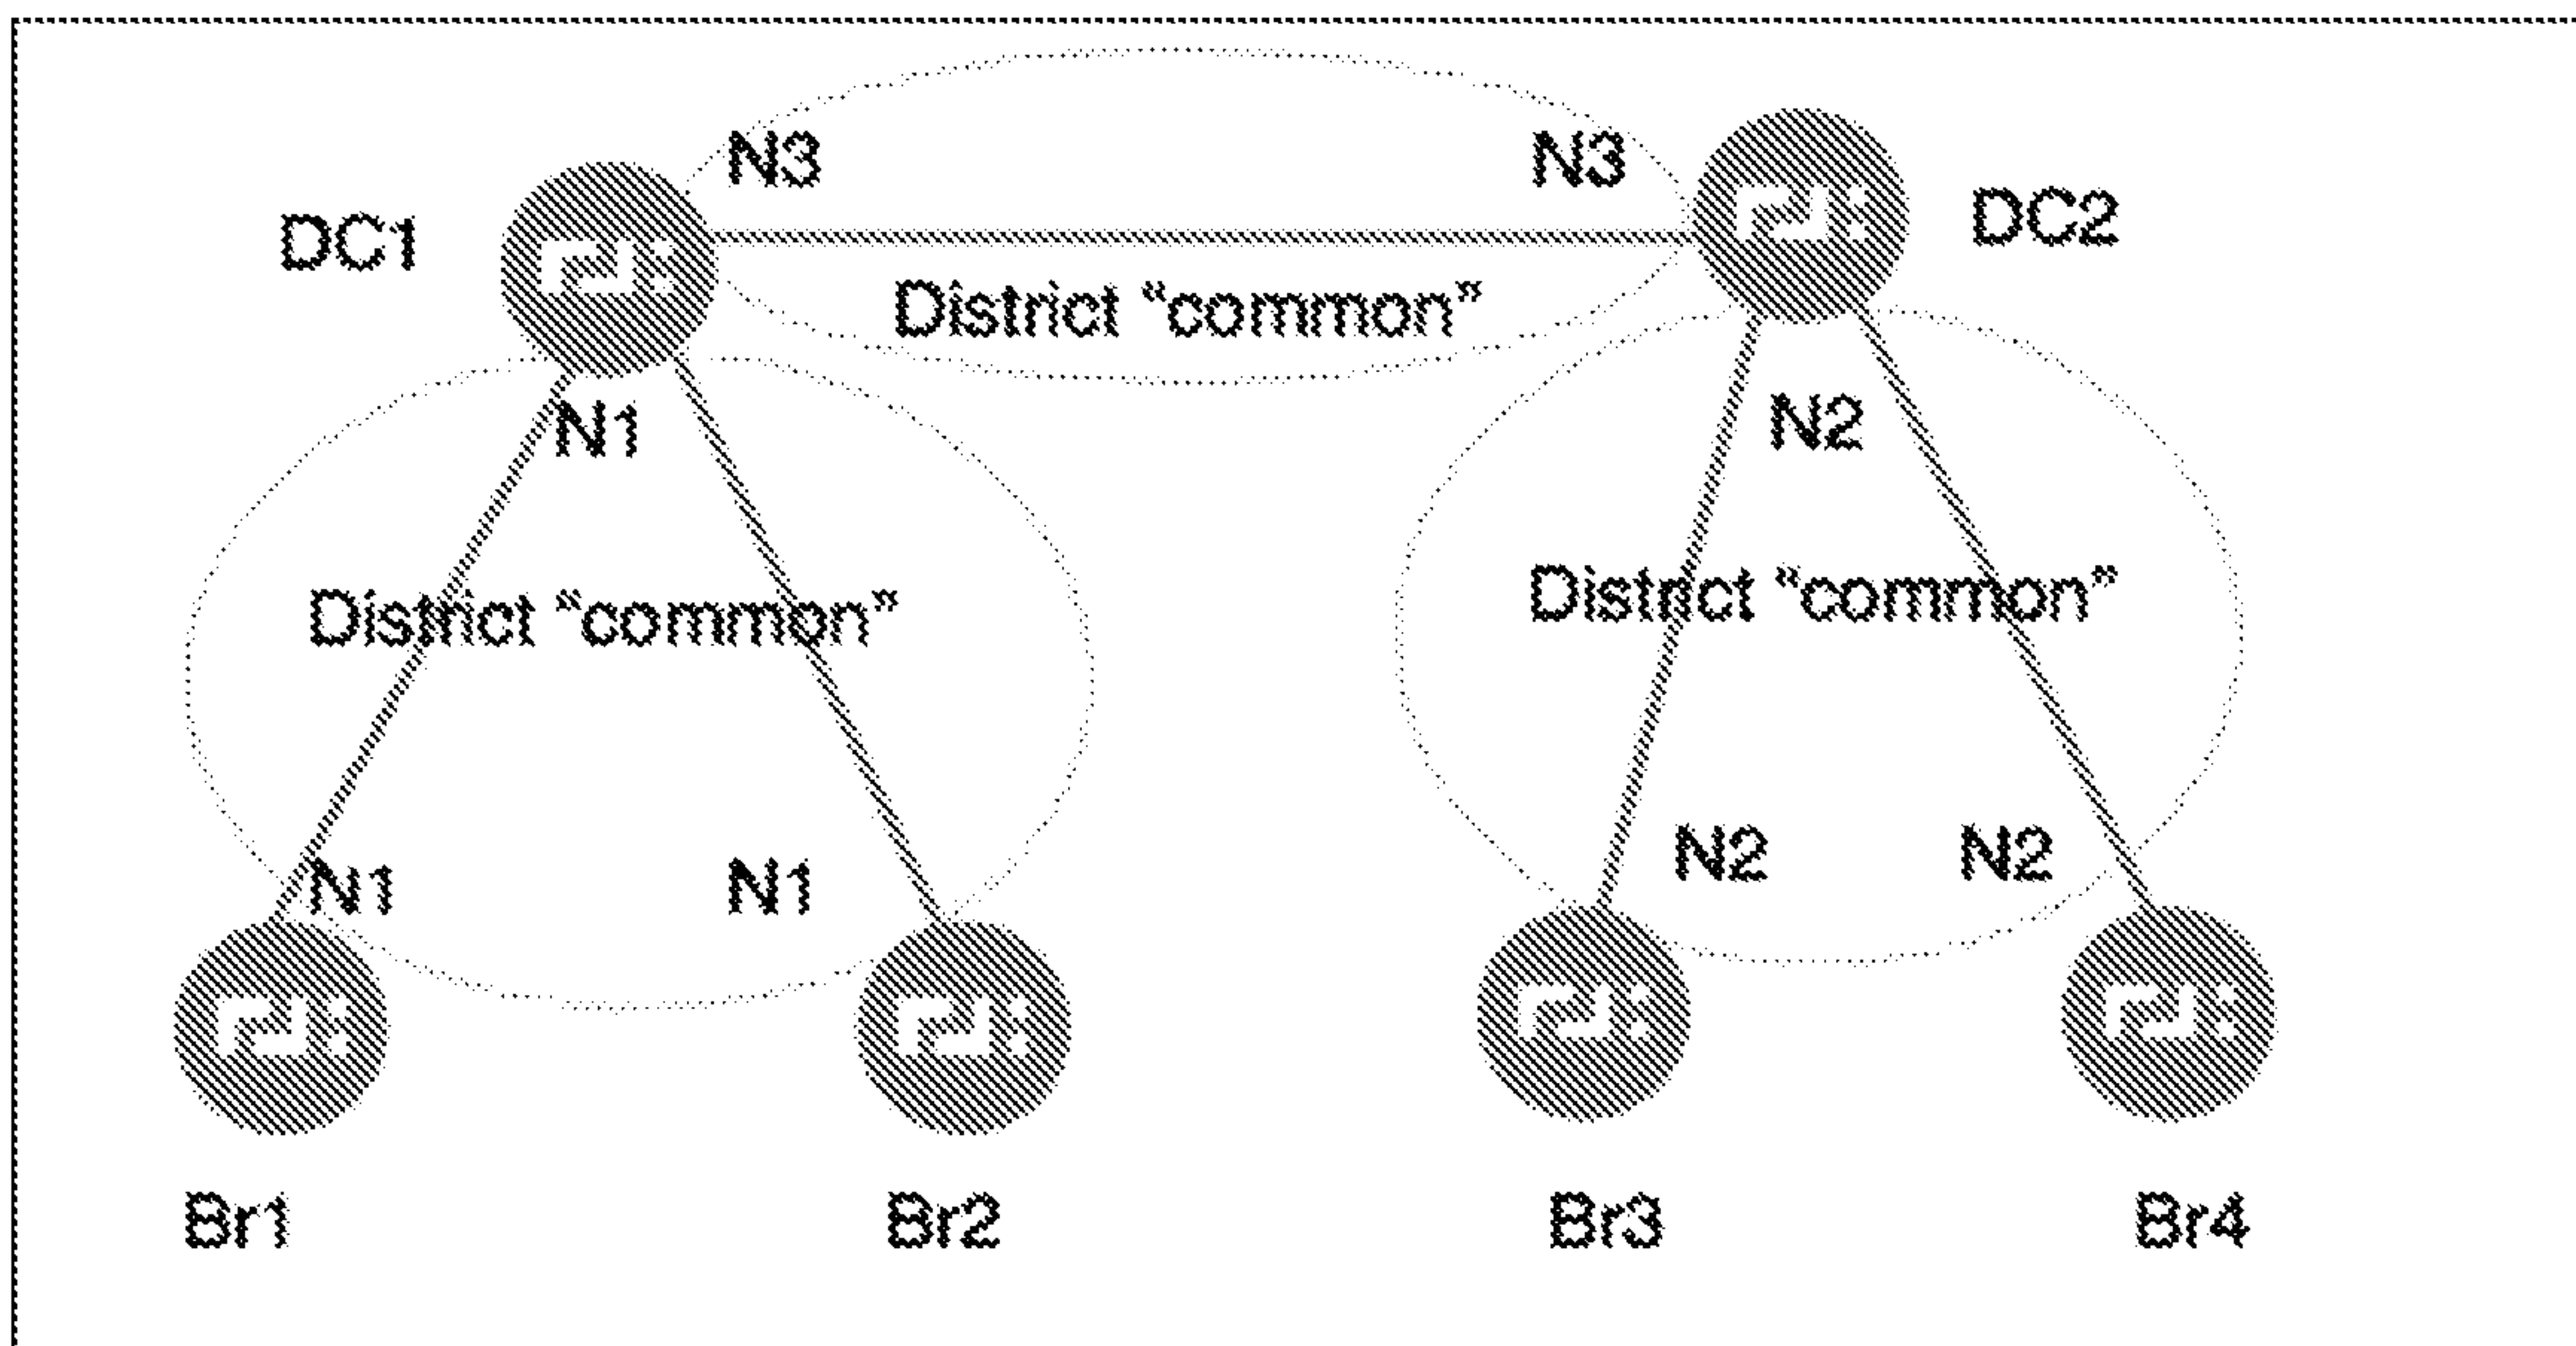 N3 N3
DC1 DC2
District “common”
N1 N2
District “common” District “common”
N1 N1 N2 N2
Br1 Br2 Br3 Br4